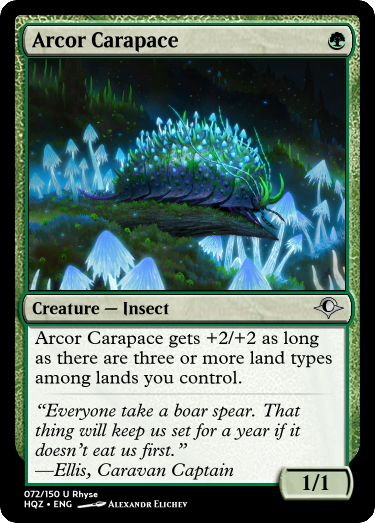 Arcor Carapace
Creature — Insect
Arcor Carapace gets +2/+2 as long
as there are three or more land types
among lands you control.
“Everyone take a boar spear. That
thing will keep us set for a year if it
doesn’t eat us first.”
—Ellis, Caravan Captain
1/1
072/150 U Rhyse
HQZ • ENG Alexandr Elichev